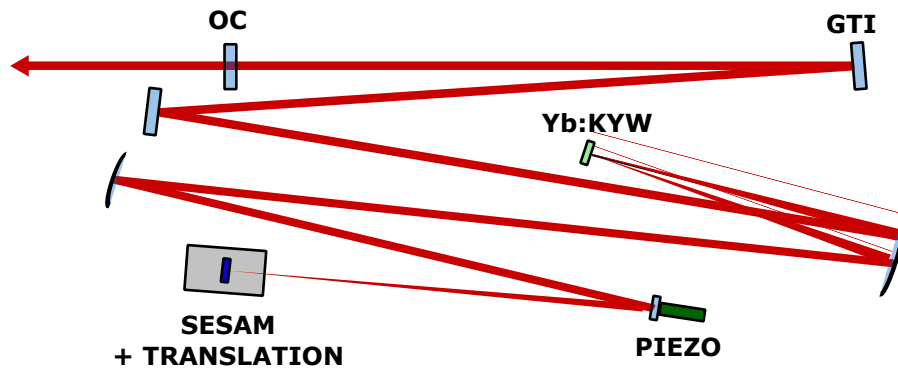 OC
GTI
Yb:KYW
SESAM
+ TRANSLATION
PIEZO